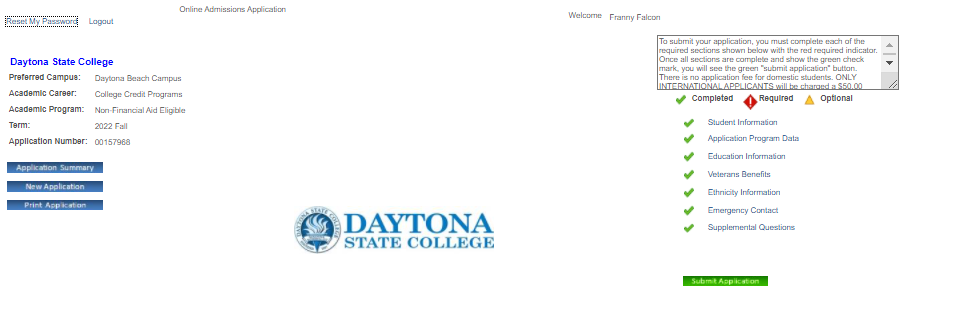 Online Admissions Application
Reset My Password Logout
Welcome Franny Falcon
To submit your application, you must complete each of the
required sections shown below with the red required indicator.
Once all sections are complete and show the green check
mark, you will see the green "submit application" button.
There is no application fee for domestic students. ONLY
INTERNATIONAL APPLICANTS will be charged a $50.00
Completed Required Optional
Daytona State College
Preferred Campus: Daytona Beach Campus
Academic Career: College Credit Programs
Academic Program: Non-Financial Aid Eligible
Term: 2022 Fall
Application Number: 00157968
Application Summary
New Application
Print Application
Student Information
Application Program Data
Education Information
Veterans Benefits
Ethnicity Information
Emergency Contact
Supplemental Questions
DAYTONA
STATE COLLEGE
Submit Application